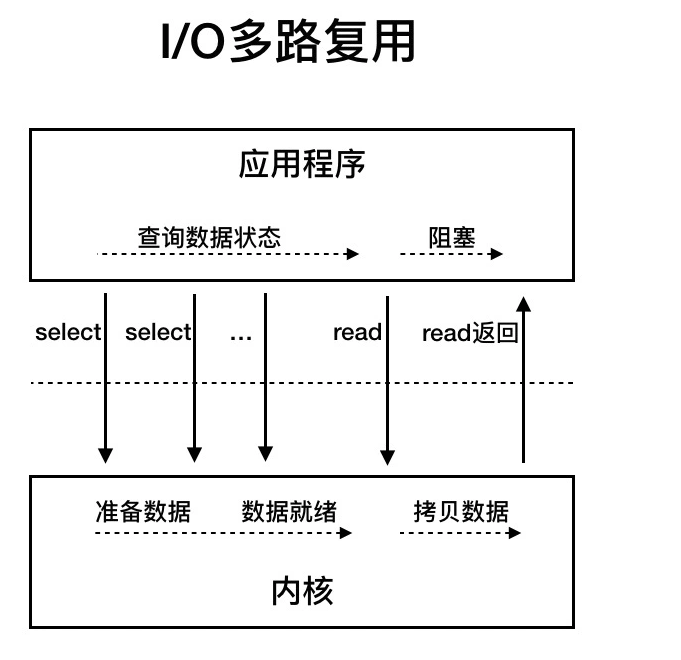 I/O多路复用
应用程序
查询数据状态 阻塞
select select ... read read返回
准备数据 数据就绪 拷贝数据
内核